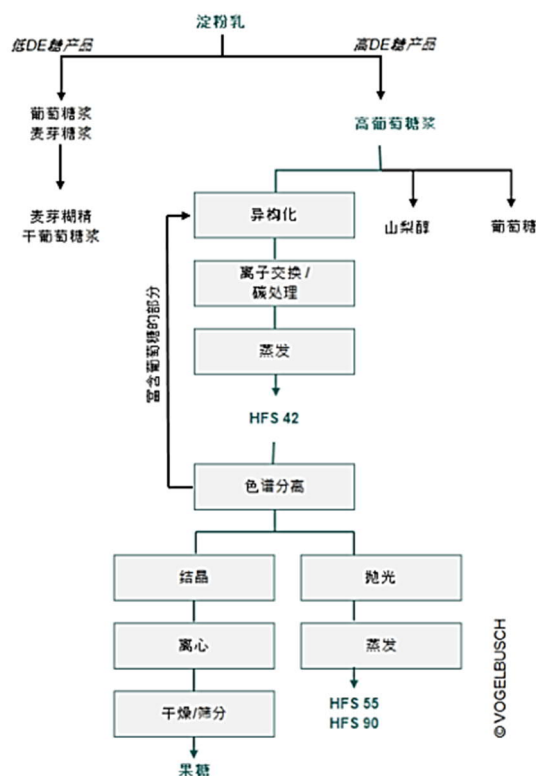 淀粉乳
低DE糖产品
高DE糖产品
葡萄糖浆
麦芽糖浆
高葡萄糖浆
麦芽糊精
干葡萄糖浆
异构化
山梨醇
葡萄糖
离子交换/
碳处理
富含葡萄糖的部分
蒸发
HFS 42
色谱分离
结晶
抛光
离心
蒸发
干燥/筛分
HFS 55
HFS 90
果糖
©VOGELBUSCH